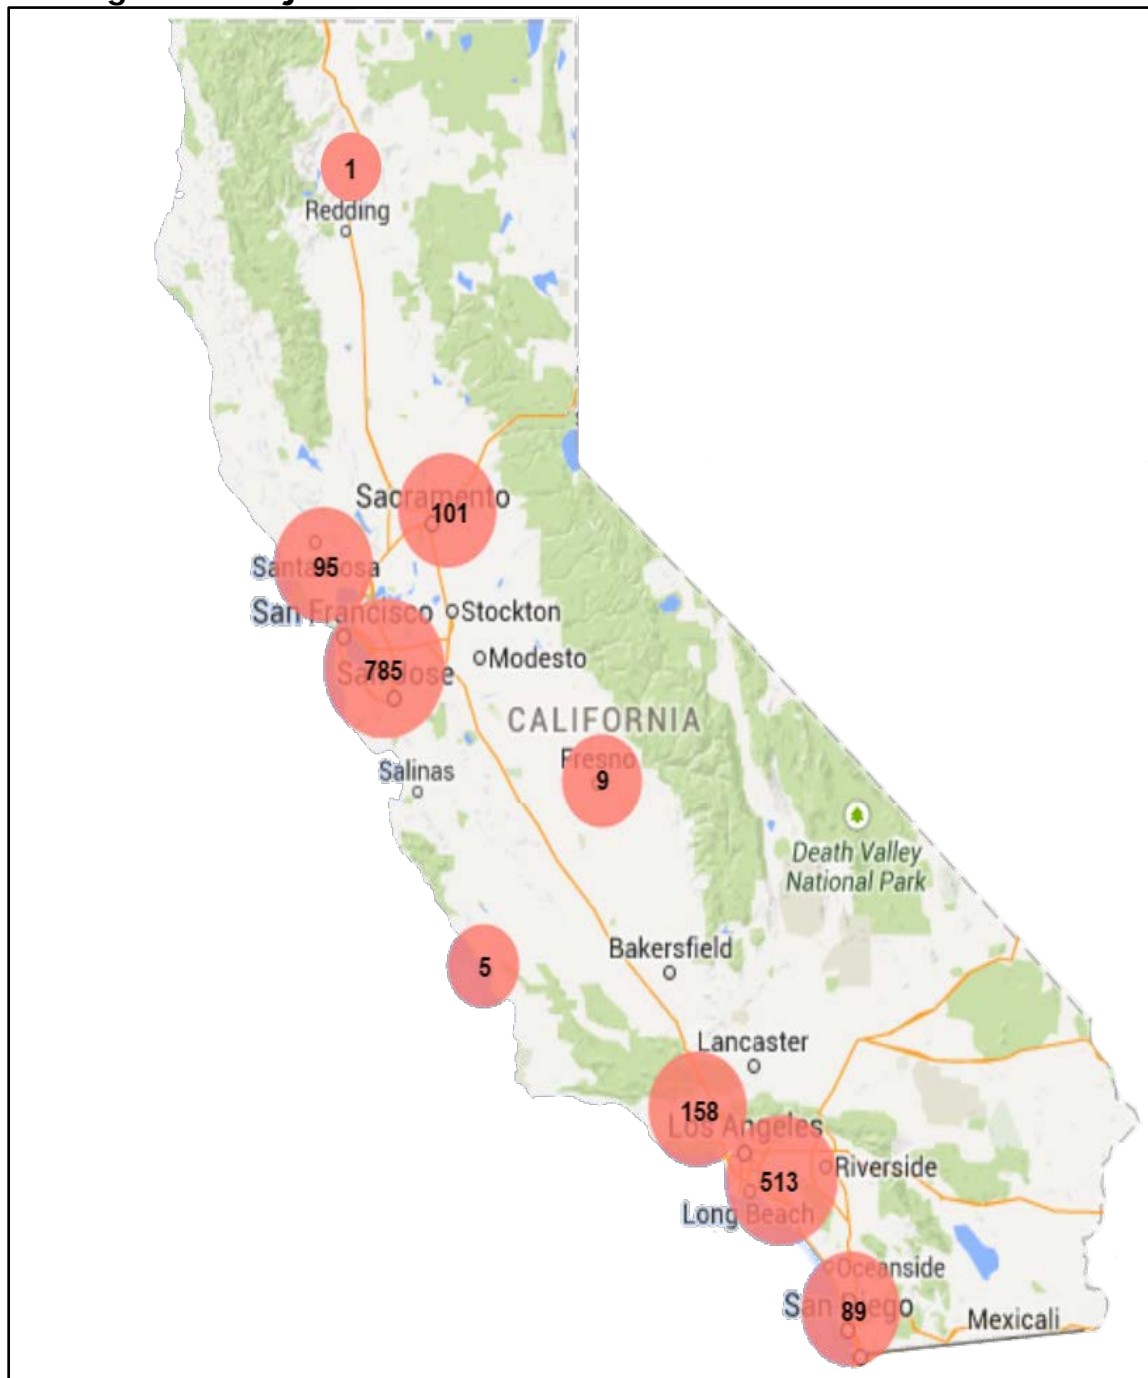 1
Redding
Sacramento
101
Santa Rosa
95
San Francisco
Stockton
Modesto
785
San Jose
CALIFORNIA
Fresno
9
Salinas
Death Valley
National Park
Bakersfield
5
Lancaster
158
Los Angeles
Riverside
513
Long Beach
Oceanside
San Diego
89
Mexicali